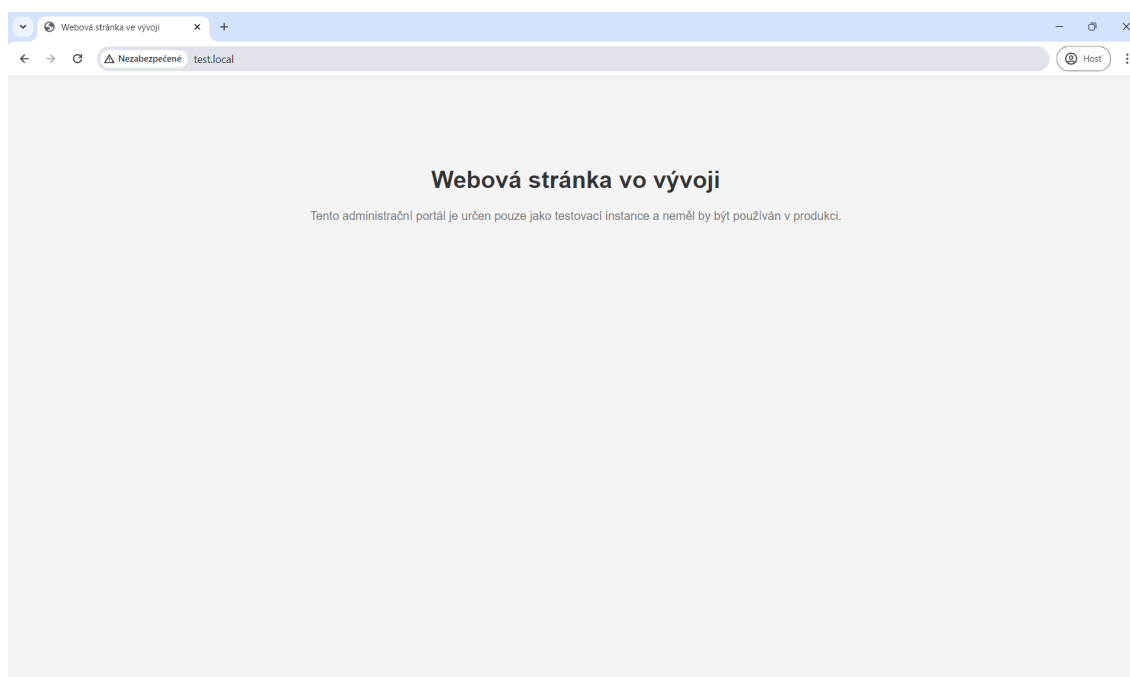 Webová stránka ve vývoji
Nezabezpečené test.local
Hosť
Webová stránka vo vývoji
Tento administrační portál je určen pouze jako testovací instance a neměl by být používán v produkci.